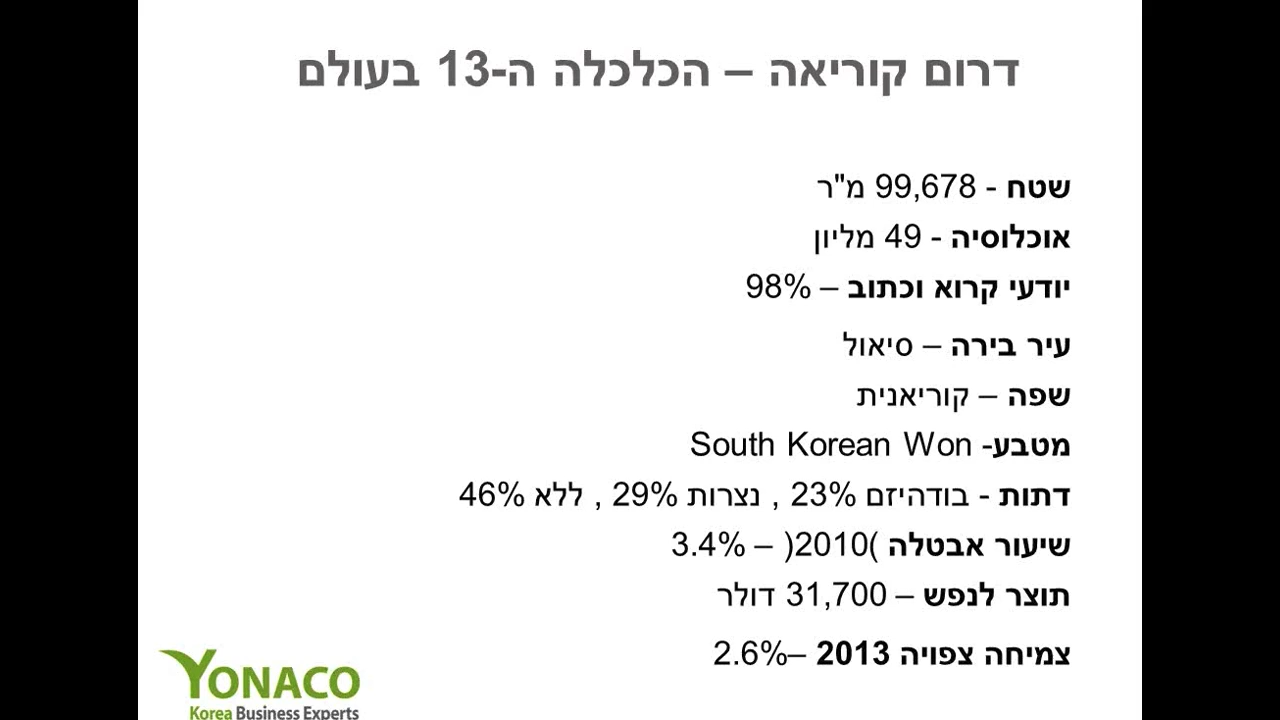 דרום קוריאה – הכלכלה ה-13 בעולם
שטח - 99,678 מ"ר
אוכלוסיה - 49 מליון
יודעי קרוא וכתוב – 98%
עיר בירה – סיאול
שפה – קוריאנית
מטבע- South Korean Won
דתות - בודהיזם 23% , נצרות 29% , ללא 46%
שיעור אבטלה )2010( – 3.4%
תוצר לנפש – 31,700 דולר
צמיחה צפויה 2013 –2.6%
YONACO
Korea Business Experts